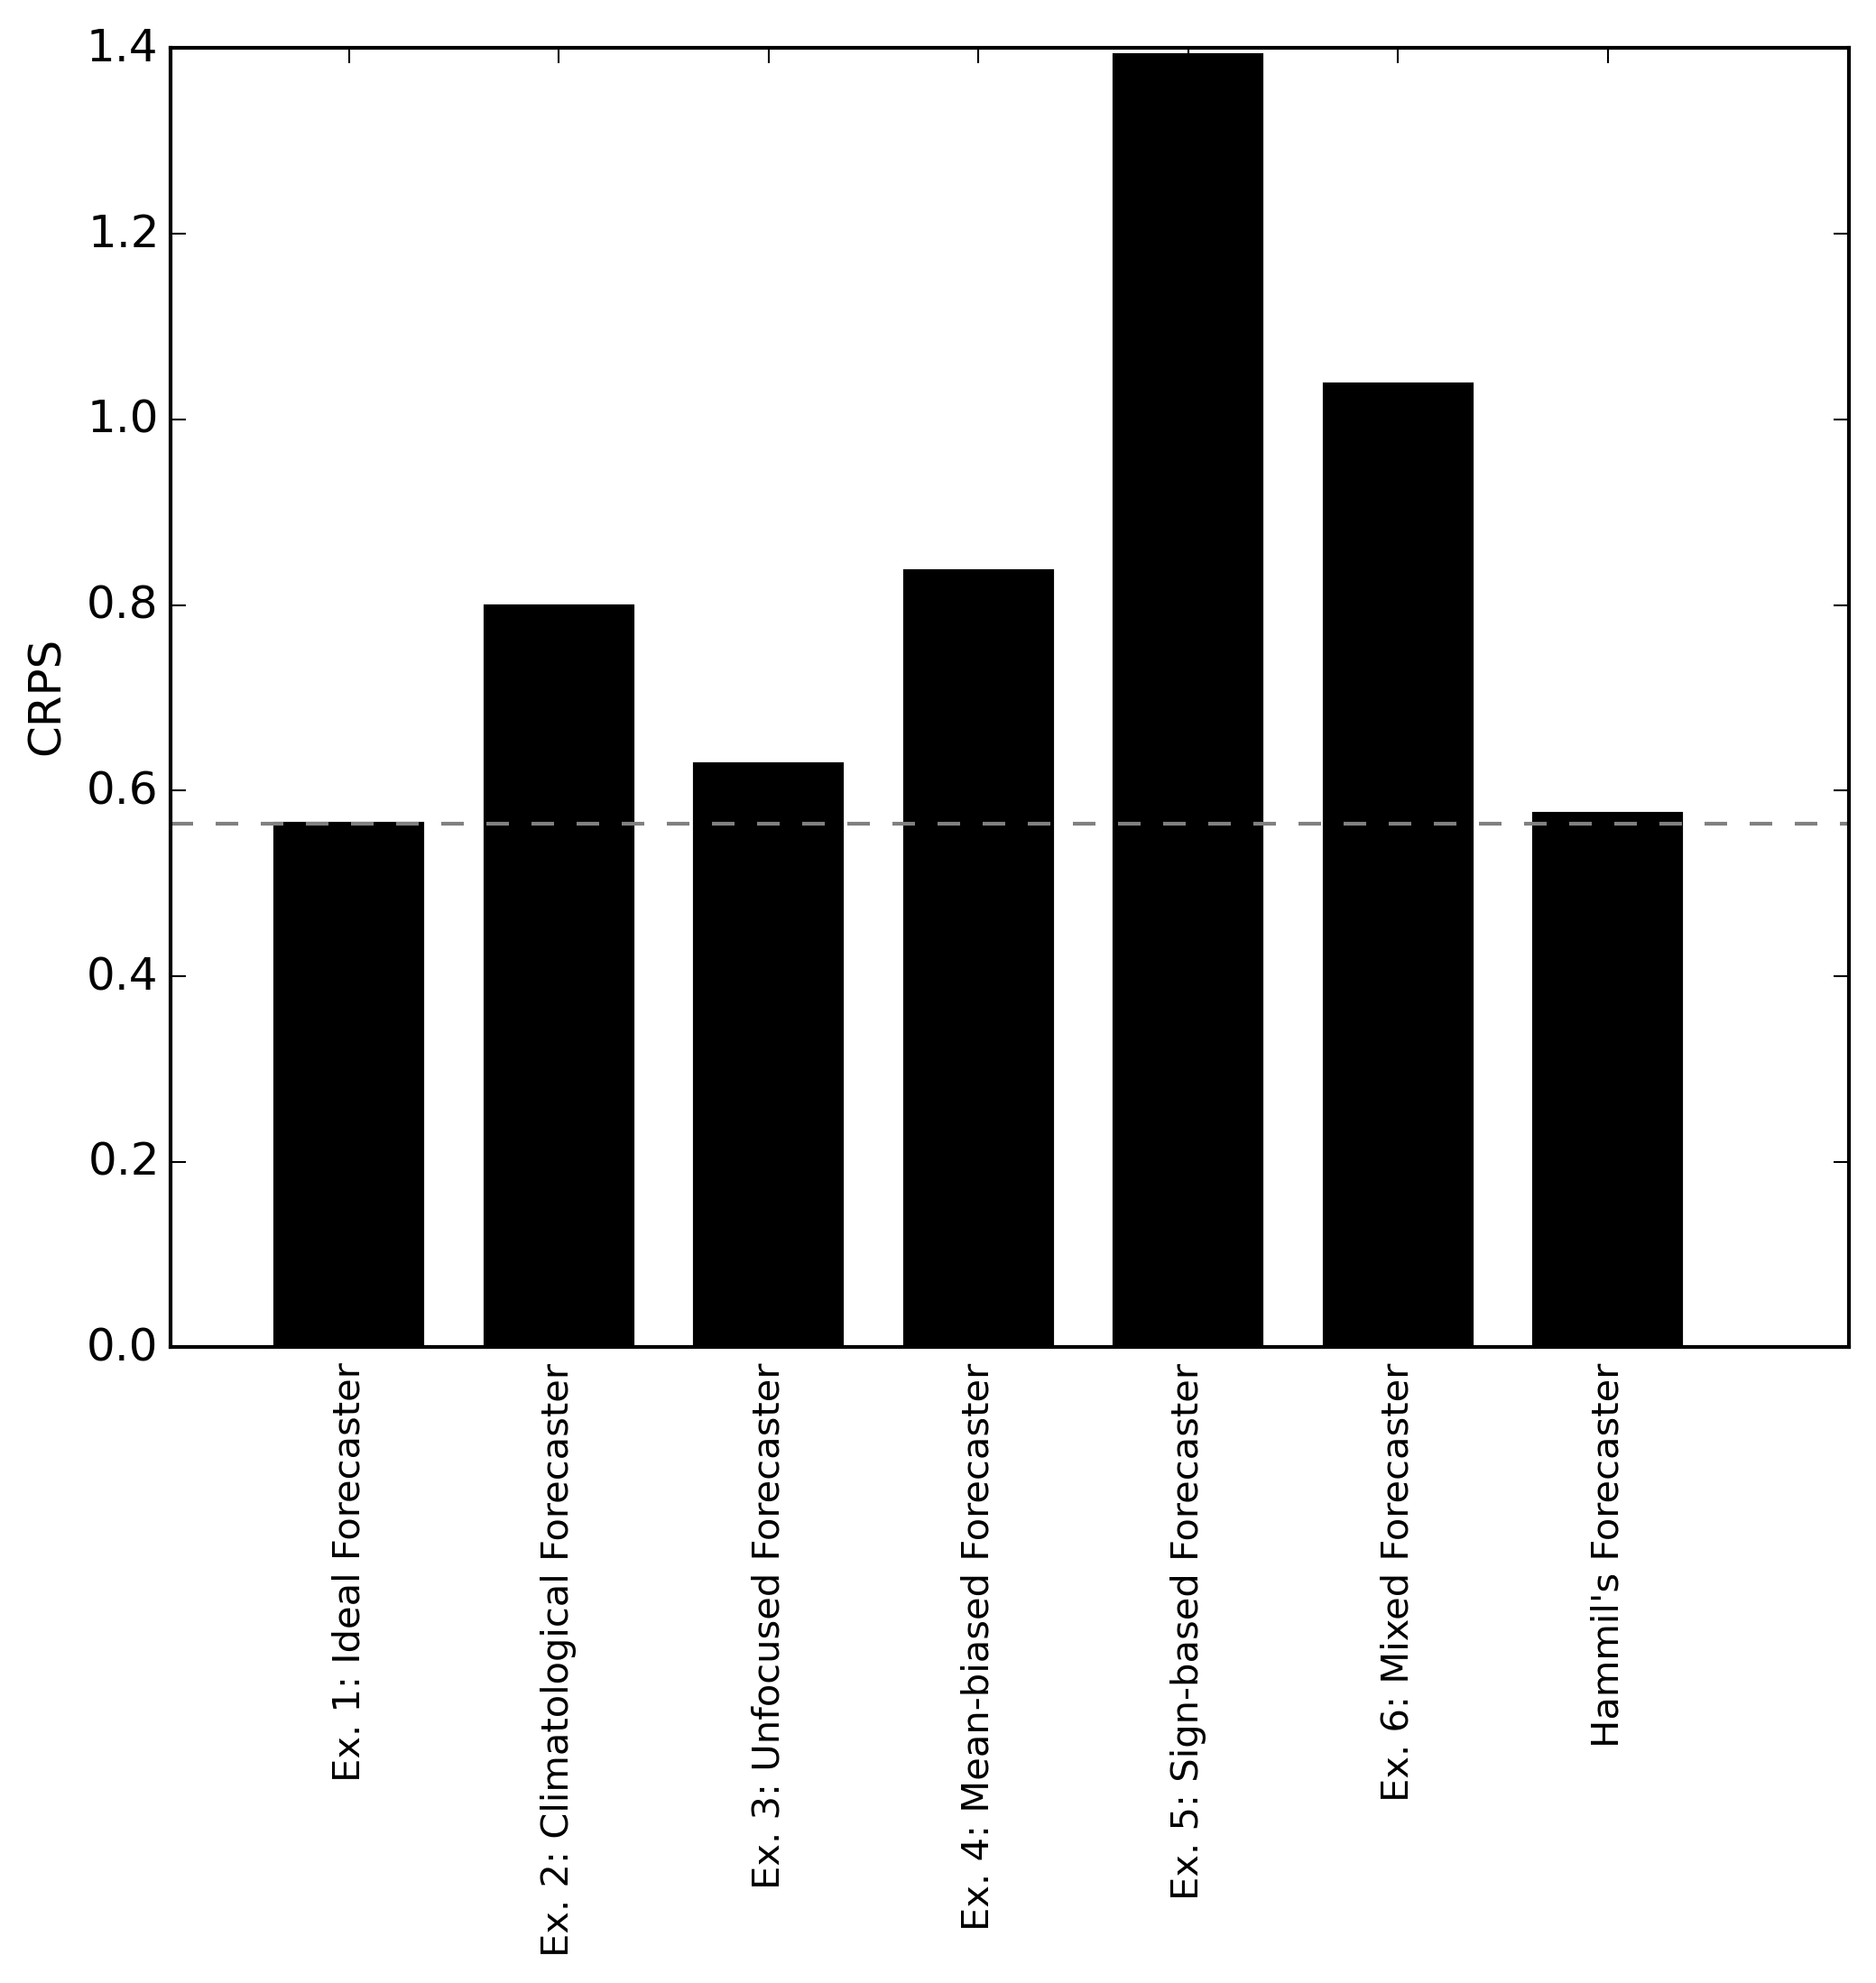 CRPS
1.4
1.2
1.0
0.8
0.6
0.4
0.2
0.0
Ex. 1: Ideal Forecaster
Ex. 2: Climatological Forecaster
Ex. 3: Unfocused Forecaster
Ex. 4: Mean-biased Forecaster
Ex. 5: Sign-based Forecaster
Ex. 6: Mixed Forecaster
Hammil's Forecaster